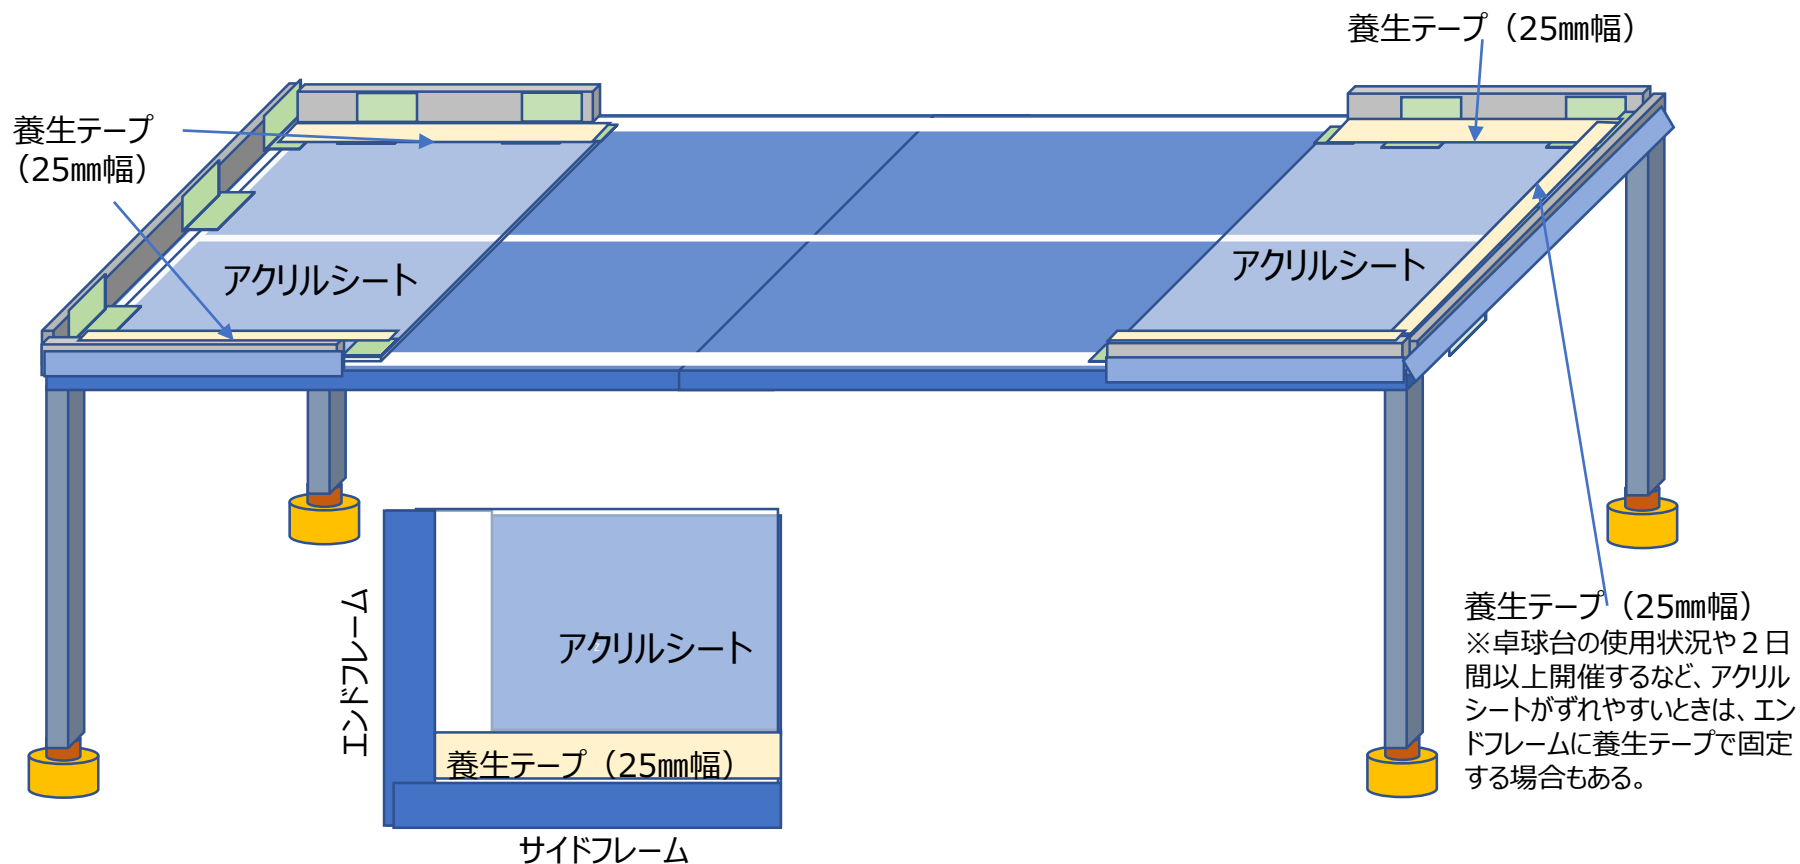 養生テープ（25㎜幅）
養生テープ
（25㎜幅）
アクリルシート
アクリルシート
エンドフレーム
アクリルシート
養生テープ（25㎜幅）
サイドフレーム
養生テープ（25㎜幅）
※卓球台の使用状況や２日
間以上開催するなど、アクリル
シートがずれやすいときは、エン
ドフレームに養生テープで固定
する場合もある。